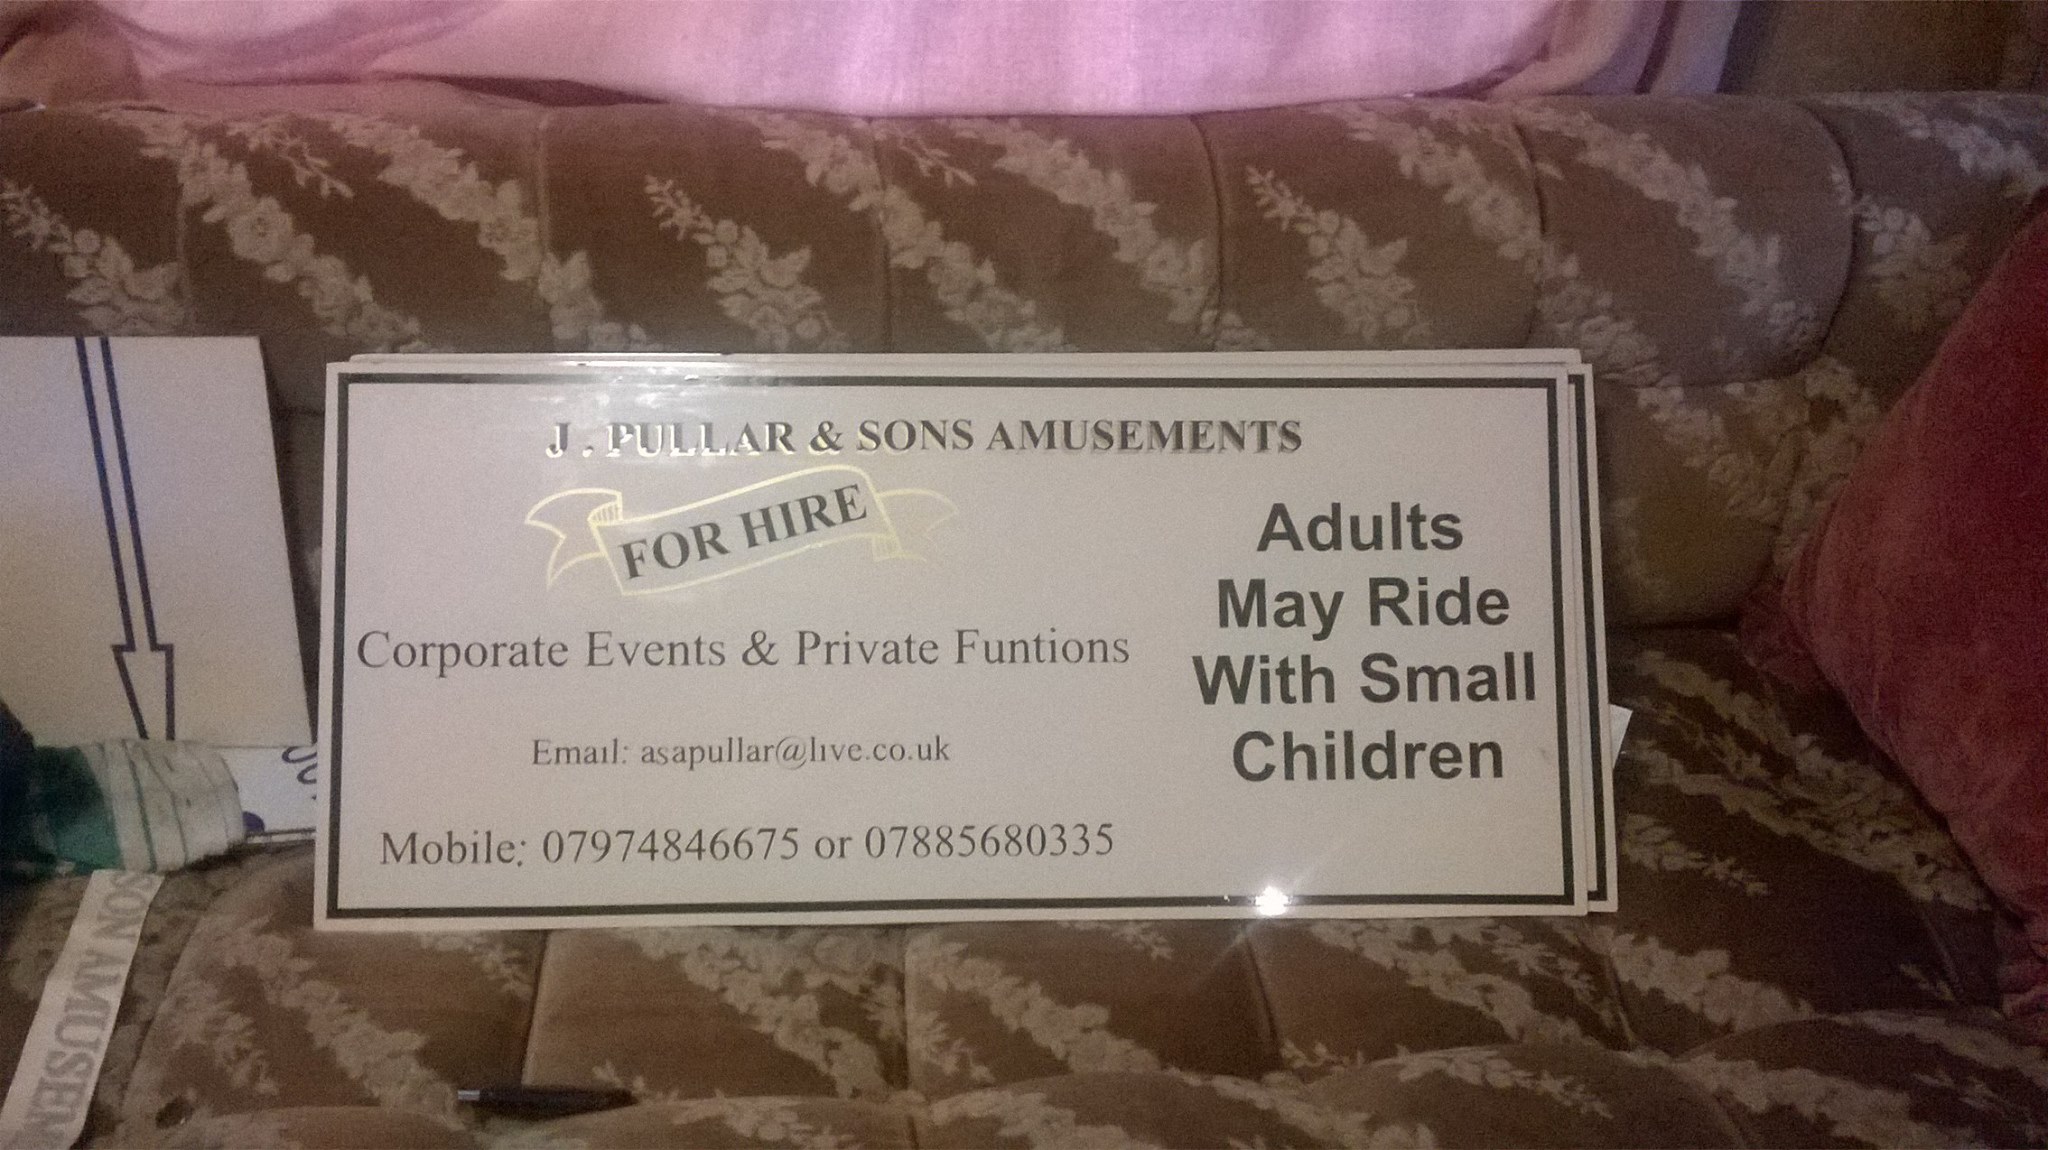 J . PULLAR & SONS AMUSEMENTS
FOR HIRE
Corporate Events & Private Funtions
Email: asapullar@live.co.uk
Mobile: 07974846675 or 07885680335
Adults
May Ride
With Small
Children
SON AMUSEM